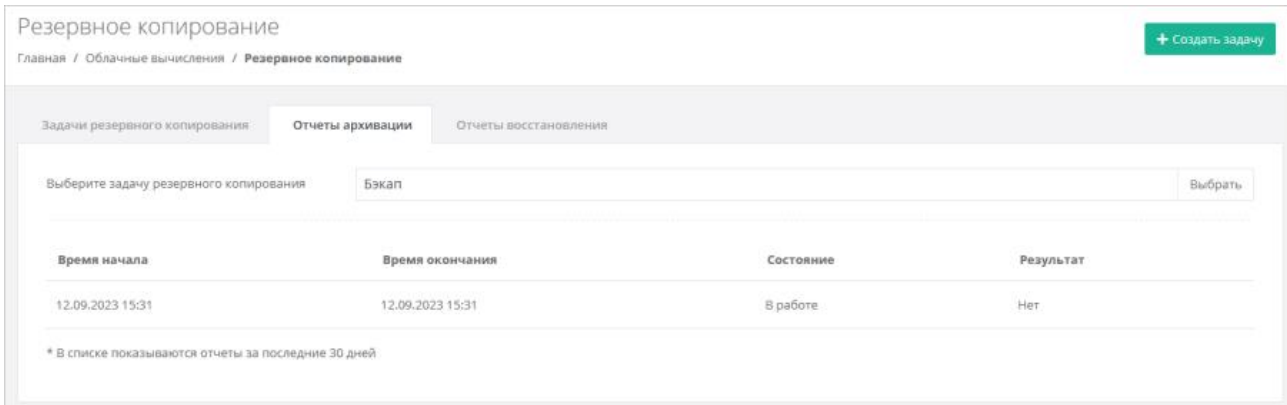 Резервное копирование
+ Создать задачу
Главная / Облачные вычисления / Резервное копирование
Задачи резервного копирования Отчеты архивации Отчеты восстановления
Выберите задачу резервного копирования Бэкап Выбрать
Время начала Время окончания Состояние Результат
12.09.2023 15:31 12.09.2023 15:31 В работе Нет
* В списке показываются отчеты за последние 30 дней